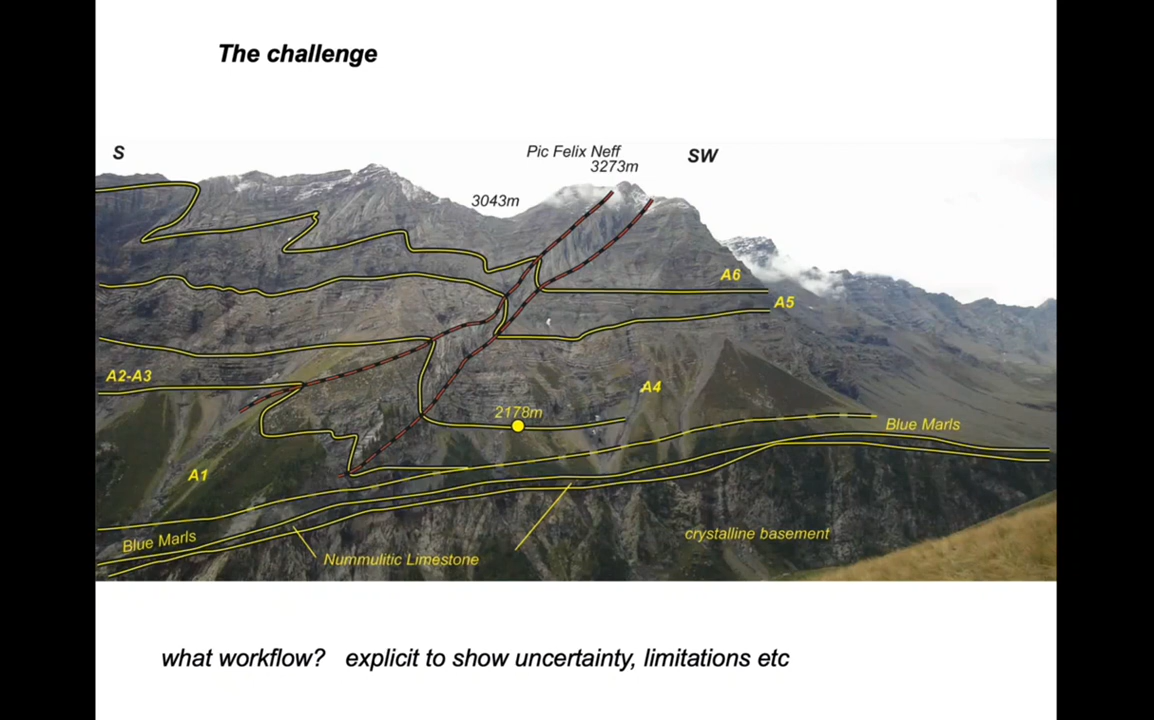 The challenge
S
Pic Felix Neff
3273m
SW
3043m
A6
A5
A2-A3
A4
2178m
Blue Marls
A1
Blue Marls
crystalline basement
Nummulitic Limestone
what workflow? explicit to show uncertainty, limitations etc